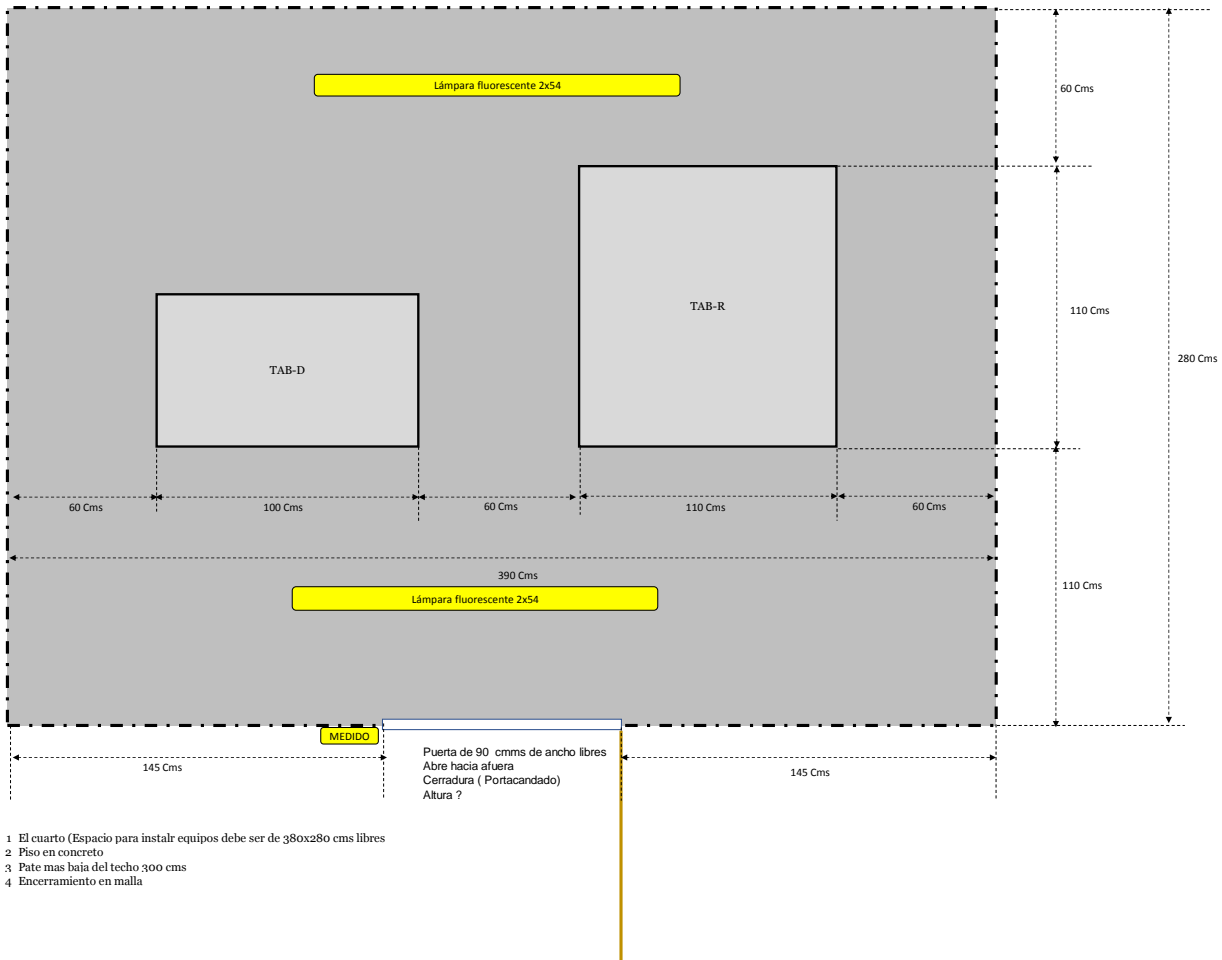 Lámpara fluorescente 2x54
60 Cms
TAB-R
110 Cms
280 Cms
TAB-D
60 Cms
100 Cms
60 Cms
110 Cms
60 Cms
390 Cms
110 Cms
Lámpara fluorescente 2x54
MEDIDO
Puerta de 90 cmms de ancho libres
Abre hacia afuera
Cerradura ( Portacandado)
Altura ?
145 Cms
145 Cms
1 El cuarto (Espacio para instalr equipos debe ser de 380x280 cms libres
2 Piso en concreto
3 Pate mas baja del techo 300 cms
4 Encerramiento en malla